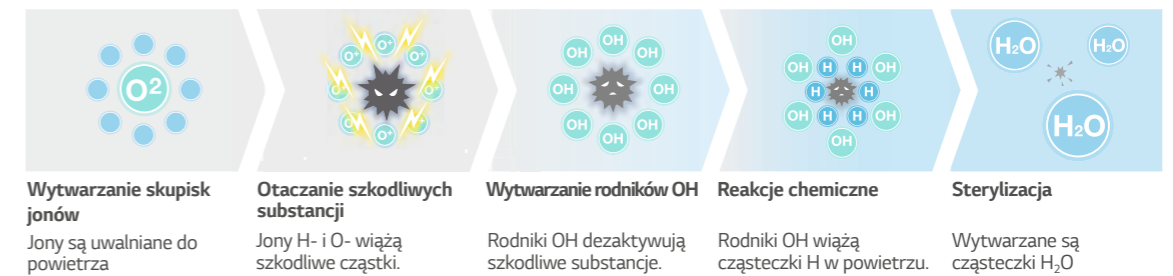 O²
O⁺ O⁺ O⁺
O⁺ O⁺
O⁺ O⁺ O⁺
OH
OH OH
OH OH
OH OH
OH
OH
OH H H OH
H H
OH H H OH
OH
H₂O H₂O
H₂O
Wytwarzanie skupisk
jonów
Jony są uwalniane do
powietrza
Otaczanie szkodliwych
substancji
Jony H- i O- wiążą
szkodliwe cząstki.
Wytwarzanie rodników OH
Rodniki OH dezaktywują
szkodliwe substancje.
Reakcje chemiczne
Rodniki OH wiążą
cząsteczki H w powietrzu.
Sterylizacja
Wytwarzane są
cząsteczki H₂O